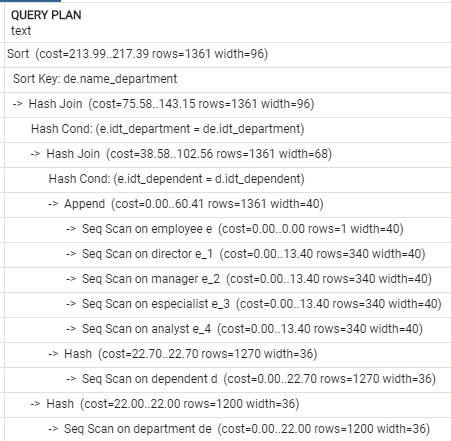 QUERY PLAN
text
Sort (cost=213.99..217.39 rows=1361 width=96)
Sort Key: de.name_department
-> Hash Join (cost=75.58..143.15 rows=1361 width=96)
Hash Cond: (e.idt_department = de.idt_department)
-> Hash Join (cost=38.58..102.56 rows=1361 width=68)
Hash Cond: (e.idt_dependent = d.idt_dependent)
-> Append (cost=0.00..60.41 rows=1361 width=40)
-> Seq Scan on employee e (cost=0.00..0.00 rows=1 width=40)
-> Seq Scan on director e_1 (cost=0.00..13.40 rows=340 width=40)
-> Seq Scan on manager e_2 (cost=0.00..13.40 rows=340 width=40)
-> Seq Scan on especialist e_3 (cost=0.00..13.40 rows=340 width=40)
-> Seq Scan on analyst e_4 (cost=0.00..13.40 rows=340 width=40)
-> Hash (cost=22.70..22.70 rows=1270 width=36)
-> Seq Scan on dependent d (cost=0.00..22.70 rows=1270 width=36)
-> Hash (cost=22.00..22.00 rows=1200 width=36)
-> Seq Scan on department de (cost=0.00..22.00 rows=1200 width=36)